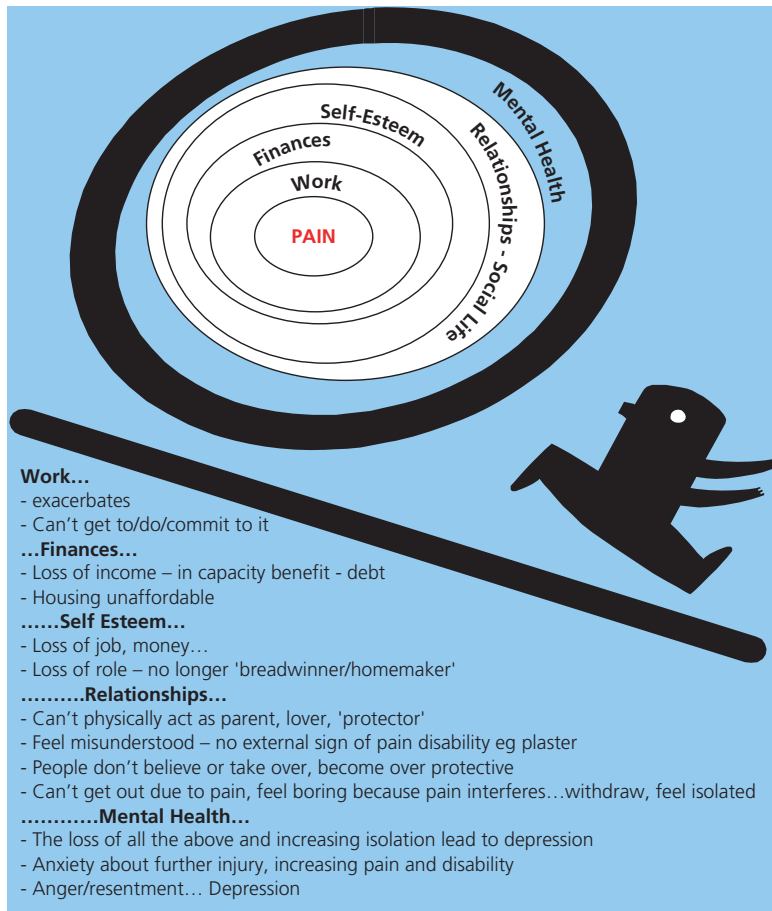 Mental Health
Self-Esteem
Relationships - Social Life
Finances
Work
PAIN
Work…
- exacerbates
- Can't get to/do/commit to it
…Finances…
- Loss of income – in capacity benefit - debt
- Housing unaffordable
……Self Esteem…
- Loss of job, money…
- Loss of role – no longer 'breadwinner/homemaker'
……….Relationships…
- Can't physically act as parent, lover, 'protector'
- Feel misunderstood – no external sign of pain disability eg plaster
- People don't believe or take over, become over protective
- Can't get out due to pain, feel boring because pain interferes…withdraw, feel isolated
…………Mental Health…
- The loss of all the above and increasing isolation lead to depression
- Anxiety about further injury, increasing pain and disability
- Anger/resentment… Depression